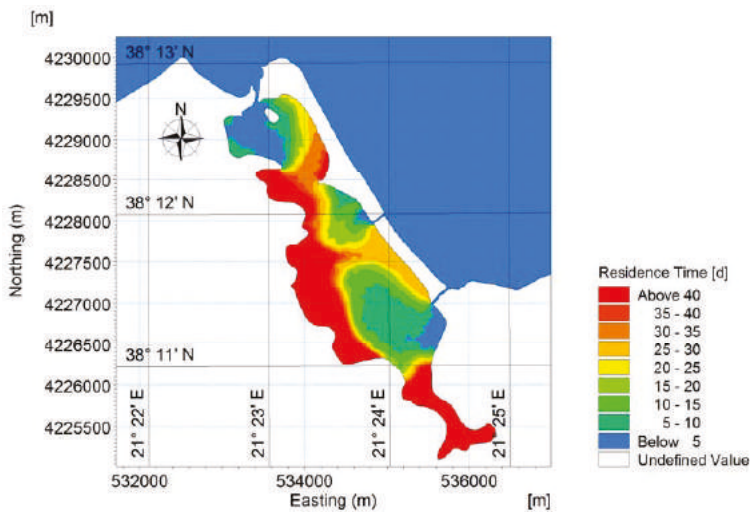 [m]
4230000
4229500
4229000
4228500
4228000
4227500
4227000
4226500
4226000
4225500
Northing (m)
38° 13' N
N
38° 12' N
38° 11' N
21° 22' E
21° 23' E
21° 24' E
21° 25' E
532000
534000
536000
Easting (m)
[m]
Residence Time [d]
Above 40
35 - 40
30 - 35
25 - 30
20 - 25
15 - 20
10 - 15
5 - 10
Below 5
Undefined Value